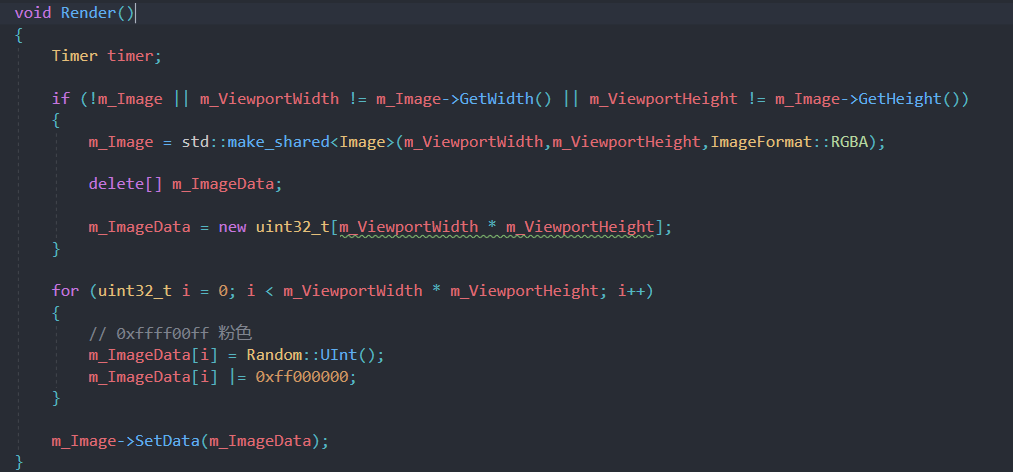 void Render()
{
Timer timer;
if (!m_Image || m_ViewportWidth != m_Image->GetWidth() || m_ViewportHeight != m_Image->GetHeight())
{
m_Image = std::make_shared<Image>(m_ViewportWidth,m_ViewportHeight,ImageFormat::RGBA);
delete[] m_ImageData;
m_ImageData = new uint32_t[m_ViewportWidth * m_ViewportHeight];
}
for (uint32_t i = 0; i < m_ViewportWidth * m_ViewportHeight; i++)
{
// 0xffff00ff 粉色
m_ImageData[i] = Random::UInt();
m_ImageData[i] |= 0xff000000;
}
m_Image->SetData(m_ImageData);
}